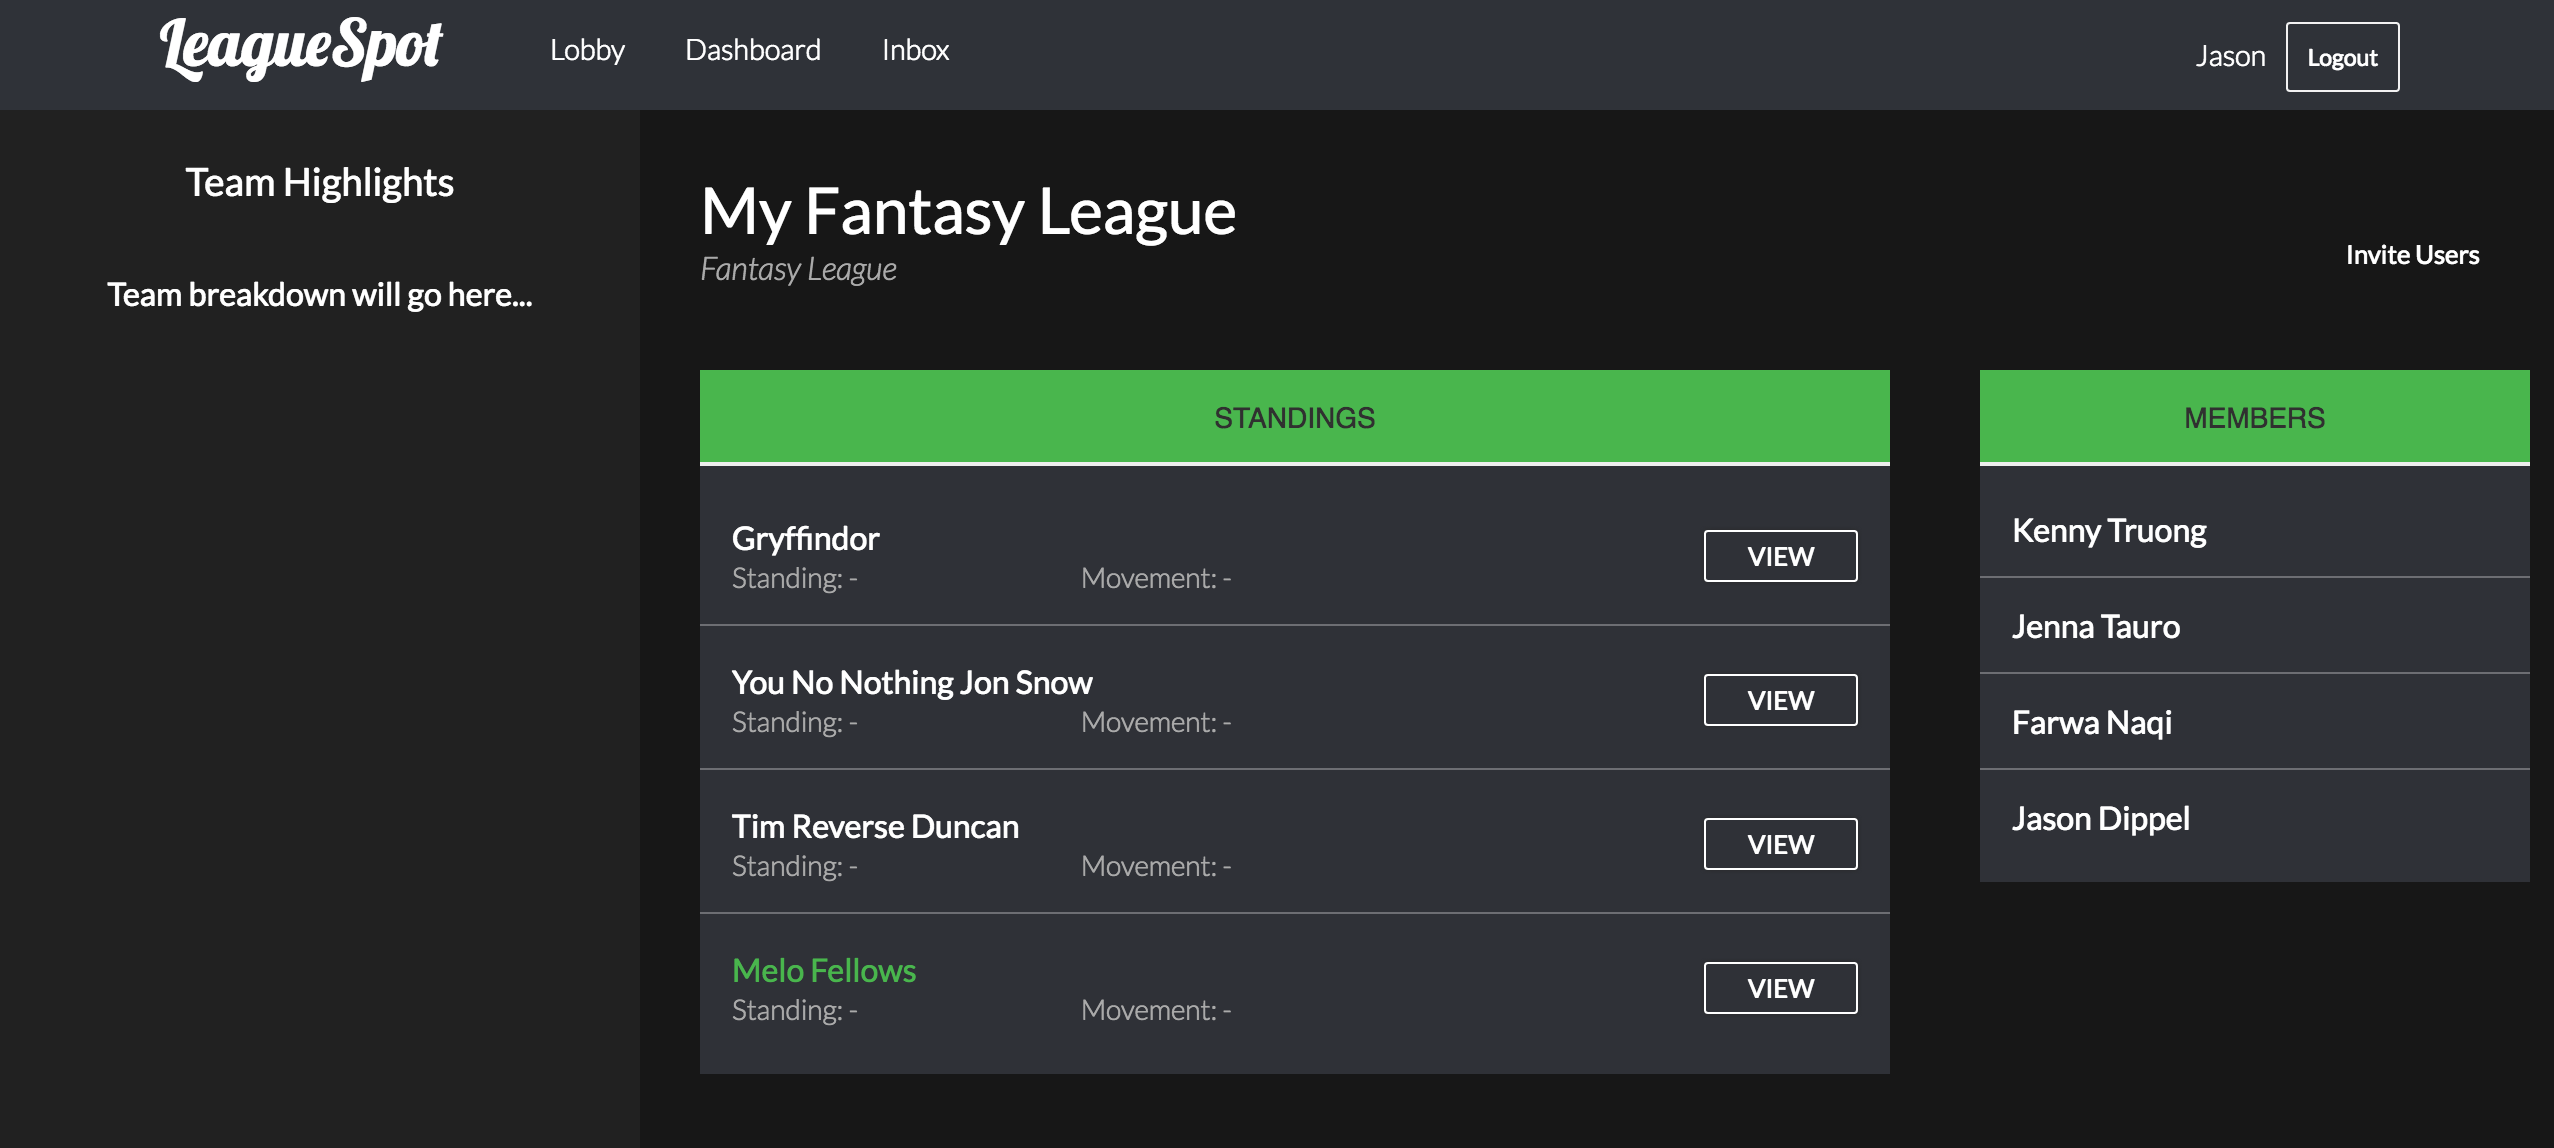 LeagueSpot
Lobby Dashboard Inbox
Jason Logout
Team Highlights
Team breakdown will go here...
My Fantasy League
Fantasy League
Invite Users
STANDINGS
Gryffindor
Standing: - Movement: -
VIEW
You No Nothing Jon Snow
Standing: - Movement: -
VIEW
Tim Reverse Duncan
Standing: - Movement: -
VIEW
Melo Fellows
Standing: - Movement: -
VIEW
MEMBERS
Kenny Truong
Jenna Tauro
Farwa Naqi
Jason Dippel